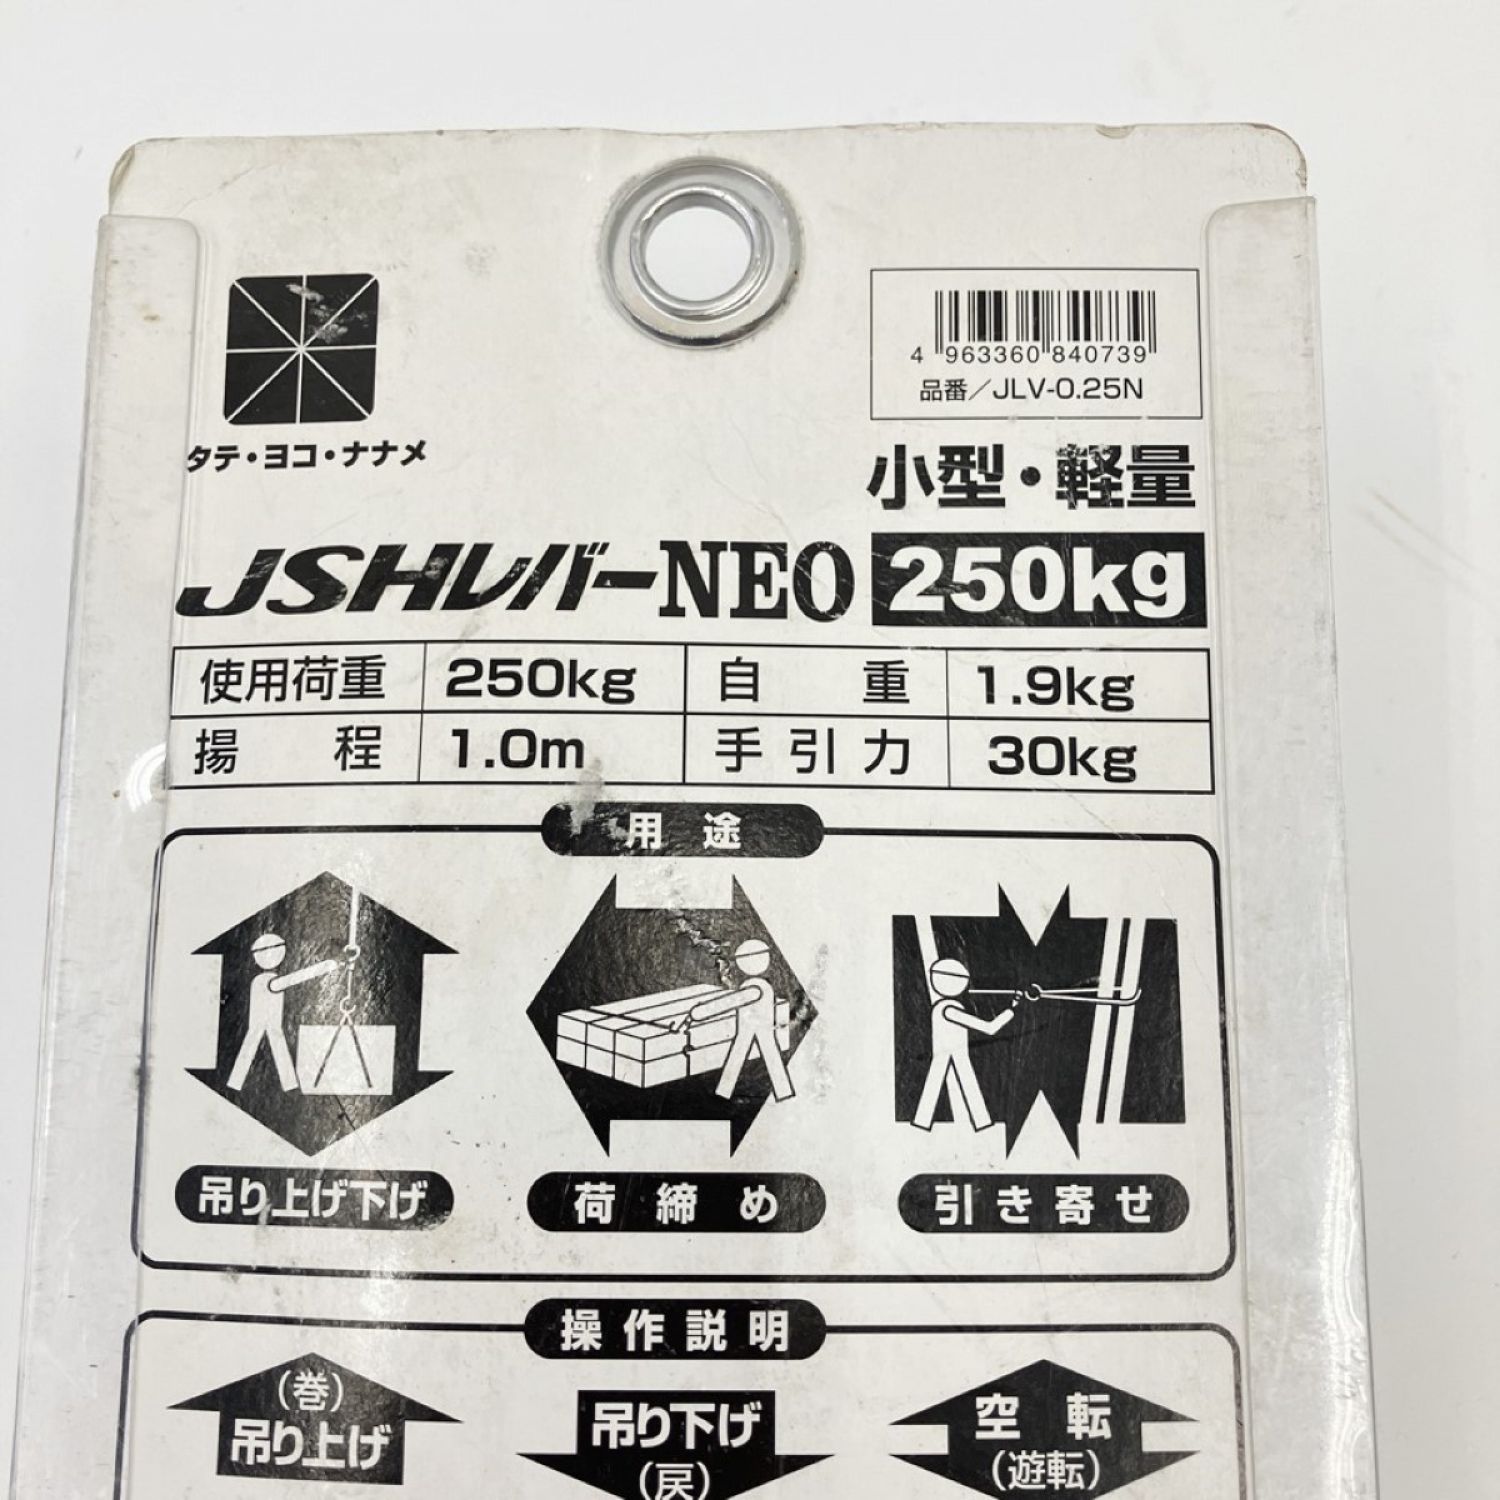 4 963360 840739
品番／JLV-0.25N
タテ・ヨコ・ナナメ
小型・軽量
JSHレバーNEO 250kg
使用荷重 250kg 自重 1.9kg
揚程 1.0m 手引力 30kg
用途
吊り上げ下げ 荷締め 引き寄せ
操作説明
(巻) 吊り下げ 空転
吊り上げ (戻) (遊転)